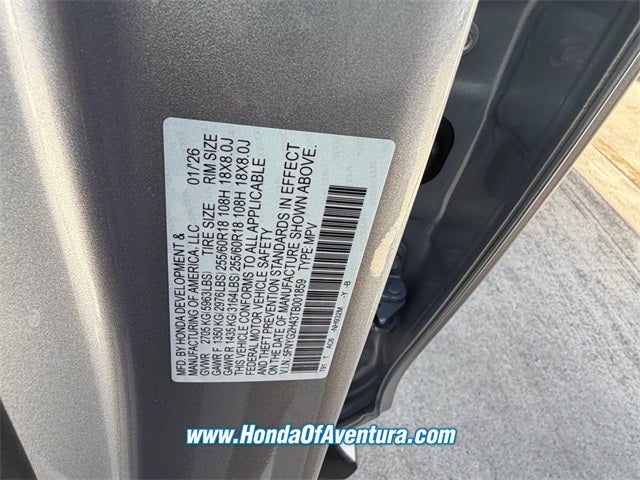 MFD. BY HONDA DEVELOPMENT &
MANUFACTURING OF AMERICA, LLC 01/26
GVWR 2705 KG(5963LBS) TIRE SIZE RIM SIZE
GAWR F 1350 KG(2976LBS) 255/60R18 108H 18X8.0J
GAWR R 1435 KG(3164LBS) 255/60R18 108H 18X8.0J
THIS VEHICLE CONFORMS TO ALL APPLICABLE
FEDERAL MOTOR VEHICLE SAFETY
AND THEFT PREVENTION STANDARDS IN EFFECT
ON THE DATE OF MANUFACTURE SHOWN ABOVE.
V.I.N: 5FNYG2H43TB001859 TYPE:MPV
T91 T AC6 -Y -B
www.HondaOfAventura.com